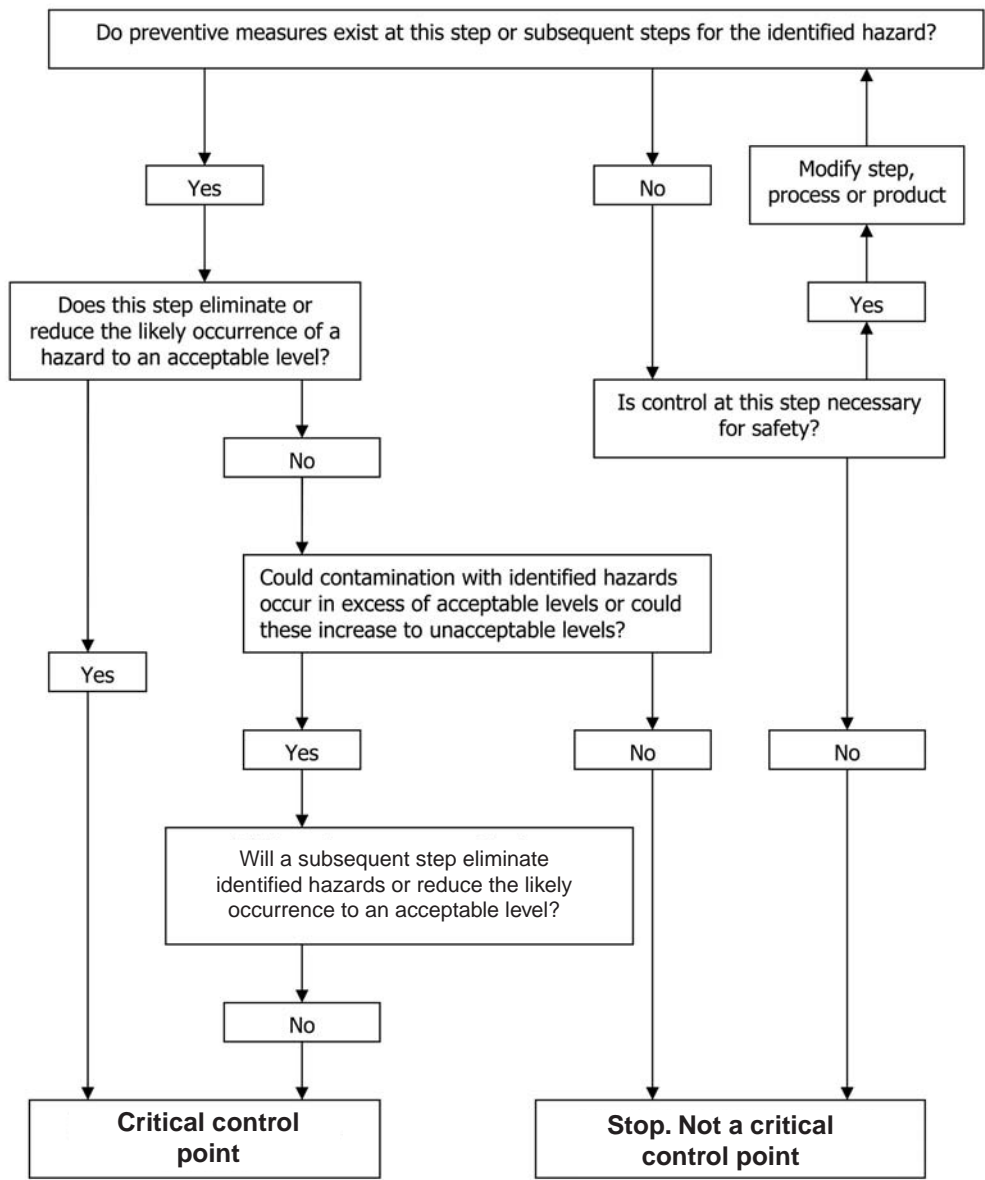 Do preventive measures exist at this step or subsequent steps for the identified hazard?
Yes
No
Modify step,
process or product
Yes
Does this step eliminate or
reduce the likely occurrence of a
hazard to an acceptable level?
Is control at this step necessary
for safety?
No
Could contamination with identified hazards
occur in excess of acceptable levels or could
these increase to unacceptable levels?
Yes
Yes
No
No
Will a subsequent step eliminate
identified hazards or reduce the likely
occurrence to an acceptable level?
No
Critical control
point
Stop. Not a critical
control point